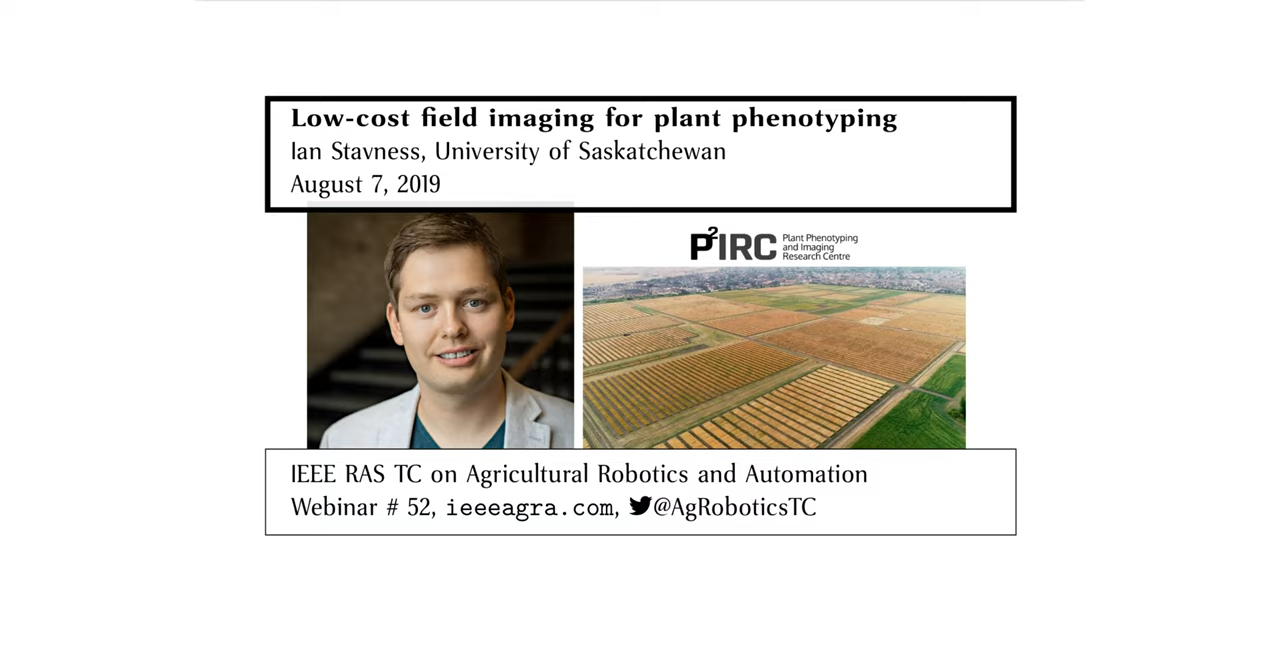 Low-cost field imaging for plant phenotyping
Ian Stavness, University of Saskatchewan
August 7, 2019
P2IRC
Plant Phenotyping
and Imaging
Research Centre
IEEE RAS TC on Agricultural Robotics and Automation
Webinar # 52, ieeeagra.com, @AgRoboticsTC